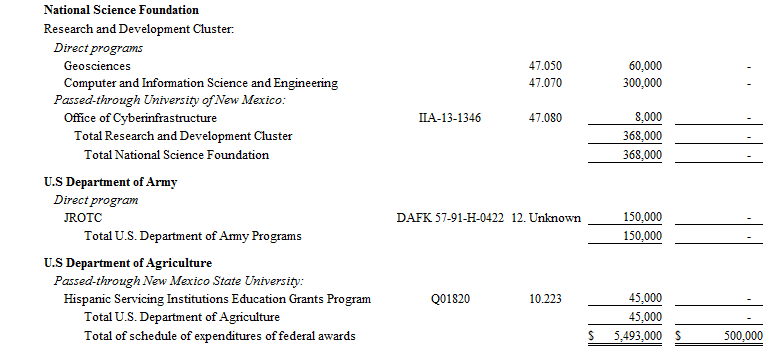 National Science Foundation
Research and Development Cluster:
Direct programs
Geosciences 47.050 60,000 -
Computer and Information Science and Engineering 47.070 300,000 -
Passed-through University of New Mexico:
Office of Cyberinfrastructure IIA-13-1346 47.080 8,000 -
Total Research and Development Cluster 368,000 -
Total National Science Foundation 368,000 -
U.S Department of Army
Direct program
JROTC DAFK 57-91-H-0422 12. Unknown 150,000 -
Total U.S. Department of Army Programs 150,000 -
U.S Department of Agriculture
Passed-through New Mexico State University:
Hispanic Servicing Institutions Education Grants Program Q01820 10.223 45,000 -
Total U.S. Department of Agriculture 45,000 -
Total of schedule of expenditures of federal awards $ 5,493,000 $ 500,000